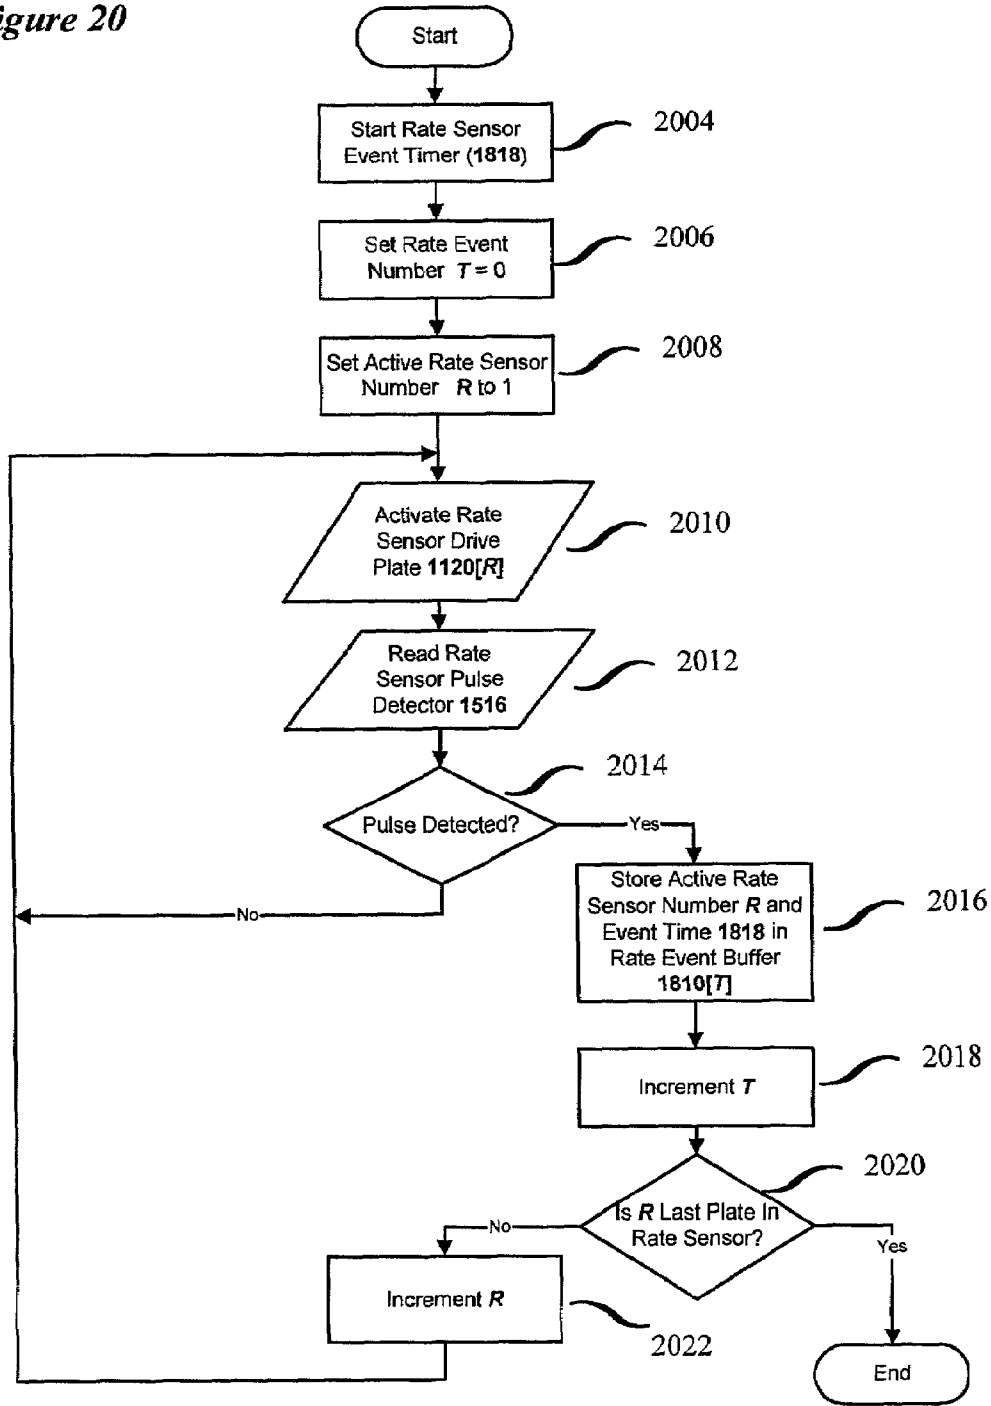 igure 20
Start
Start Rate Sensor
Event Timer (1818)
2004
Set Rate Event
Number T = 0
2006
Set Active Rate Sensor
Number R to 1
2008
Activate Rate
Sensor Drive
Plate 1120[R]
2010
Read Rate
Sensor Pulse
Detector 1516
2012
Pulse Detected?
2014
Yes
No
Store Active Rate
Sensor Number R and
Event Time 1818 in
Rate Event Buffer
1810[T]
2016
Increment T
2018
Is R Last Plate In
Rate Sensor?
2020
No
Yes
Increment R
2022
End